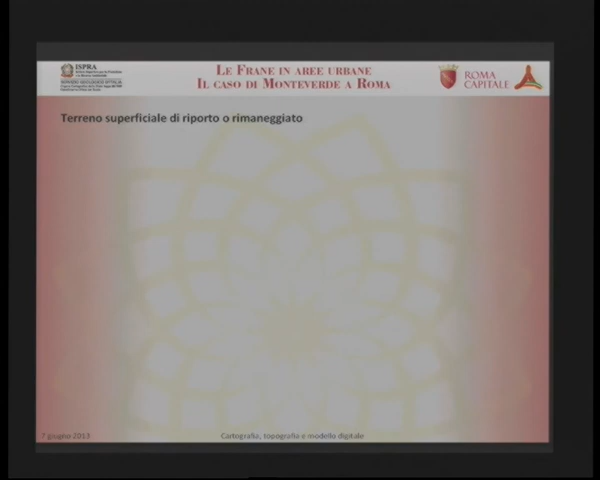 ISPRA
LE FRANE IN AREE URBANE
IL CASO DI MONTEVERDE A ROMA
ROMA
CAPITALE
Terreno superficiale di riporto o rimaneggiato
7 giugno 2013
Cartografia, topografia e modello digitale